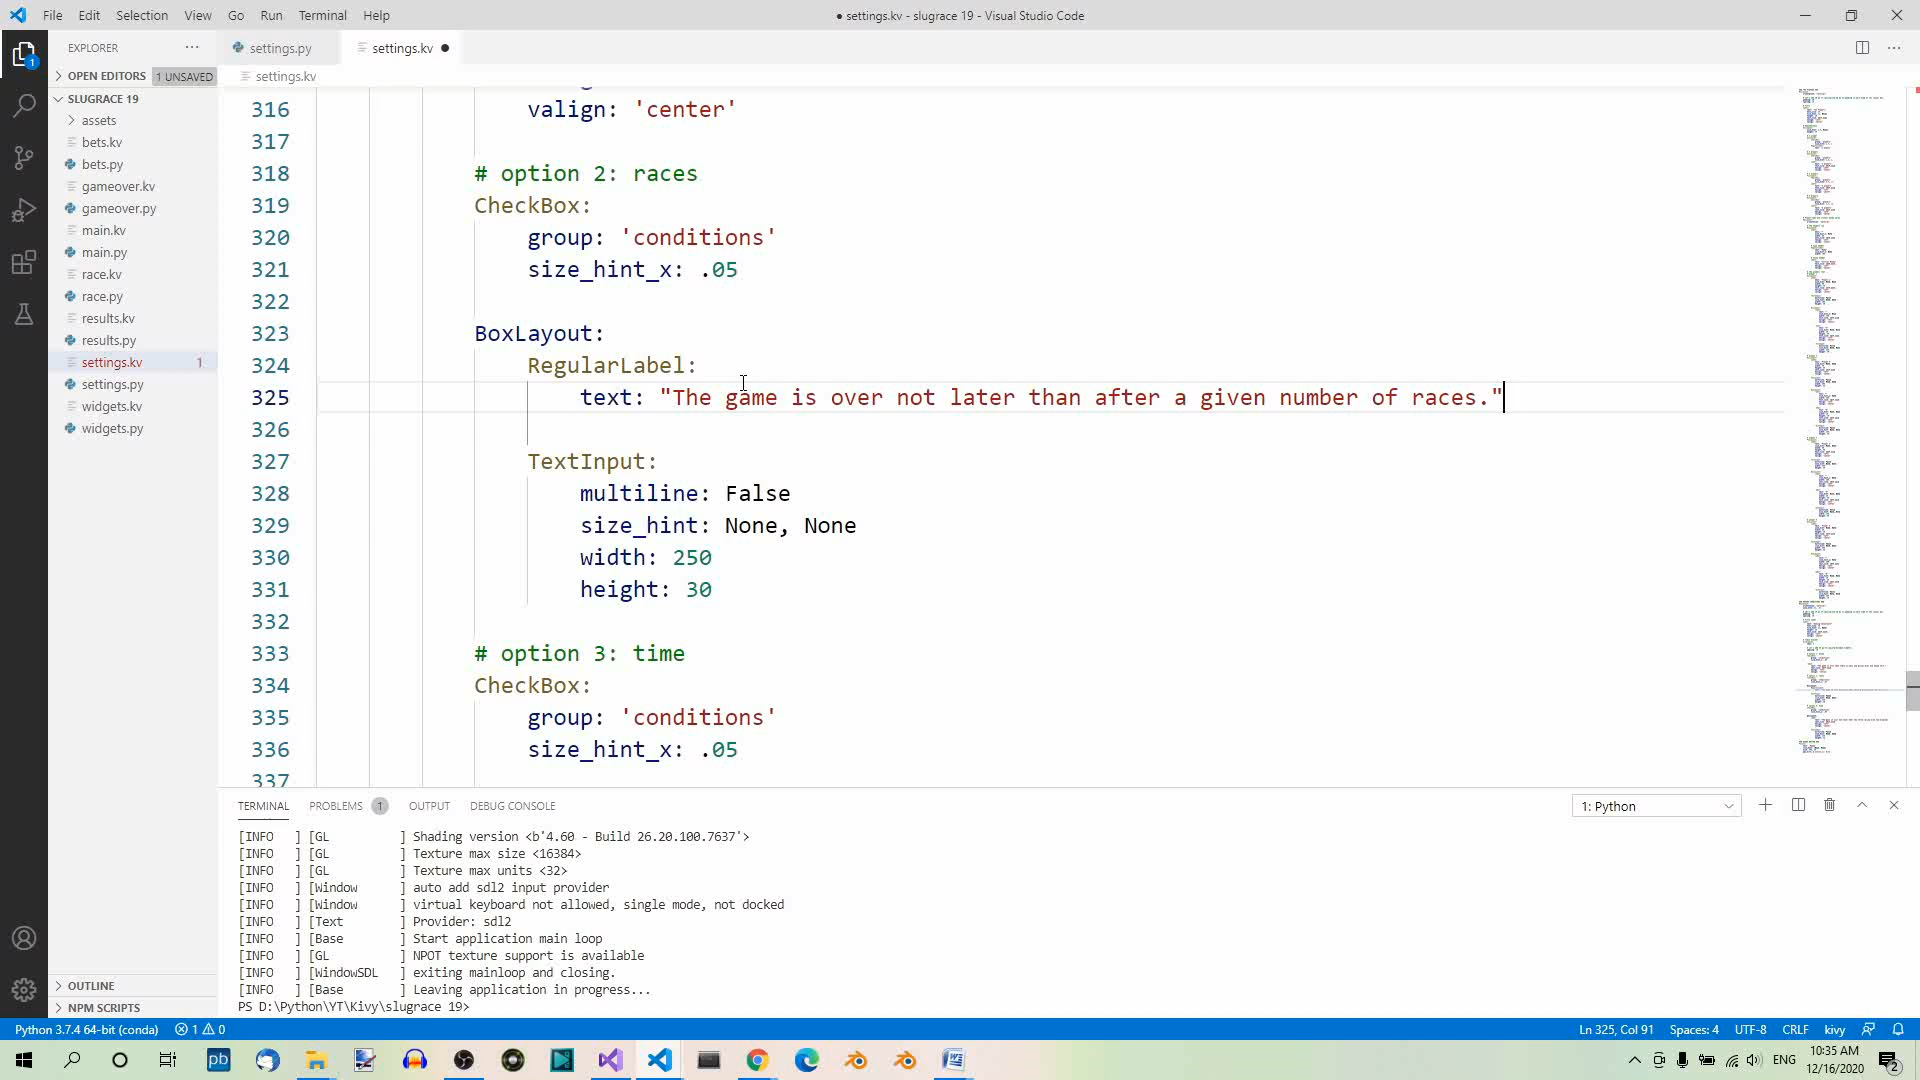 File Edit Selection View Go Run Terminal Help
● settings.kv - slugrace 19 - Visual Studio Code
EXPLORER
settings.py
settings.kv
OPEN EDITORS 1 UNSAVED
settings.kv
SLUGRACE 19
assets
bets.kv
bets.py
gameover.kv
gameover.py
main.kv
main.py
race.kv
race.py
results.kv
results.py
settings.kv 1
settings.py
widgets.kv
widgets.py
OUTLINE
NPM SCRIPTS
1
316 valign: 'center'
317
318 # option 2: races
319 CheckBox:
320 group: 'conditions'
321 size_hint_x: .05
322
323 BoxLayout:
324 RegularLabel:
325 text: "The game is over not later than after a given number of races."
326
327 TextInput:
328 multiline: False
329 size_hint: None, None
330 width: 250
331 height: 30
332
333 # option 3: time
334 CheckBox:
335 group: 'conditions'
336 size_hint_x: .05
337
TERMINAL PROBLEMS 1 OUTPUT DEBUG CONSOLE
1: Python
[INFO ] [GL ] Shading version <b'4.60 - Build 26.20.100.7637'>
[INFO ] [GL ] Texture max size <16384>
[INFO ] [GL ] Texture max units <32>
[INFO ] [Window ] auto add sdl2 input provider
[INFO ] [Window ] virtual keyboard not allowed, single mode, not docked
[INFO ] [Text ] Provider: sdl2
[INFO ] [Base ] Start application main loop
[INFO ] [GL ] NPOT texture support is available
[INFO ] [WindowSDL ] exiting mainloop and closing.
[INFO ] [Base ] Leaving application in progress...
PS D:\Python\YT\Kivy\slugrace 19>
Python 3.7.4 64-bit (conda) 1 0
Ln 325, Col 91 Spaces: 4 UTF-8 CRLF kivy
pb
ENG
10:35 AM
12/16/2020
2